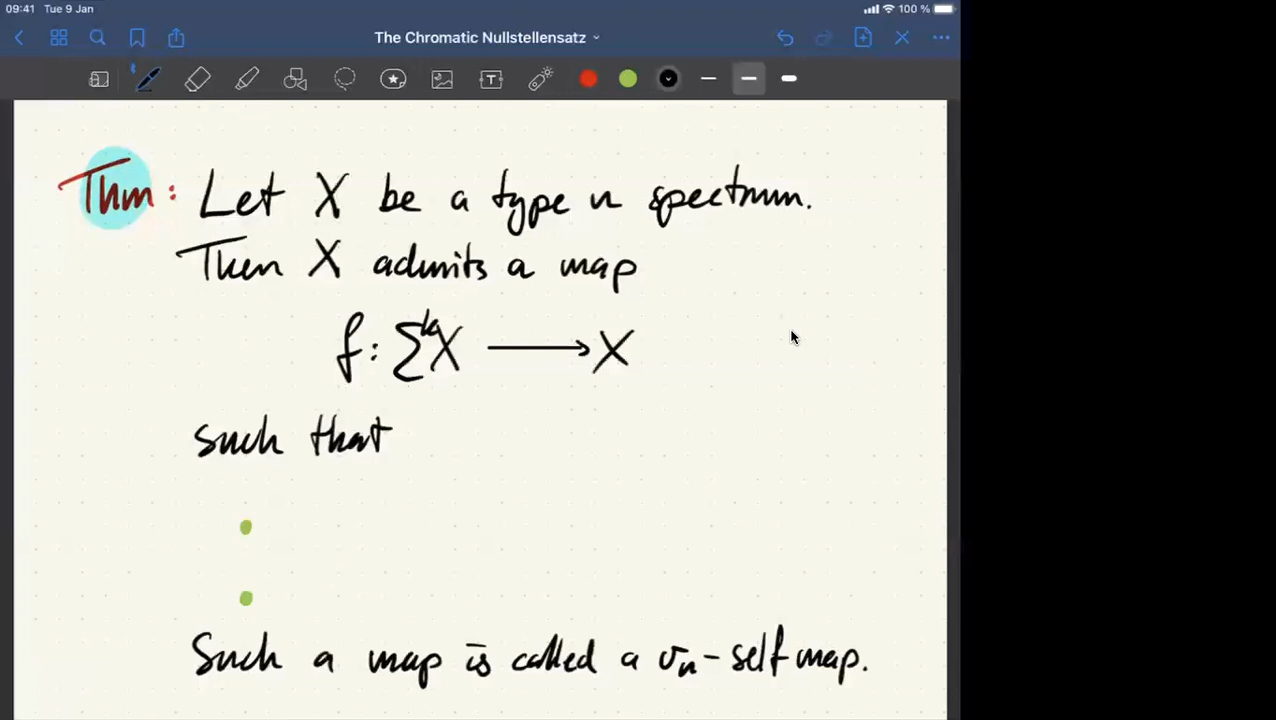 09:41 Tue 9 Jan 100 %
The Chromatic Nullstellensatz
Thm: Let X be a type n spectrum.
Then X admits a map
f: Σ^k X ⟶ X
such that
•
•
Such a map is called a vₙ-self map.